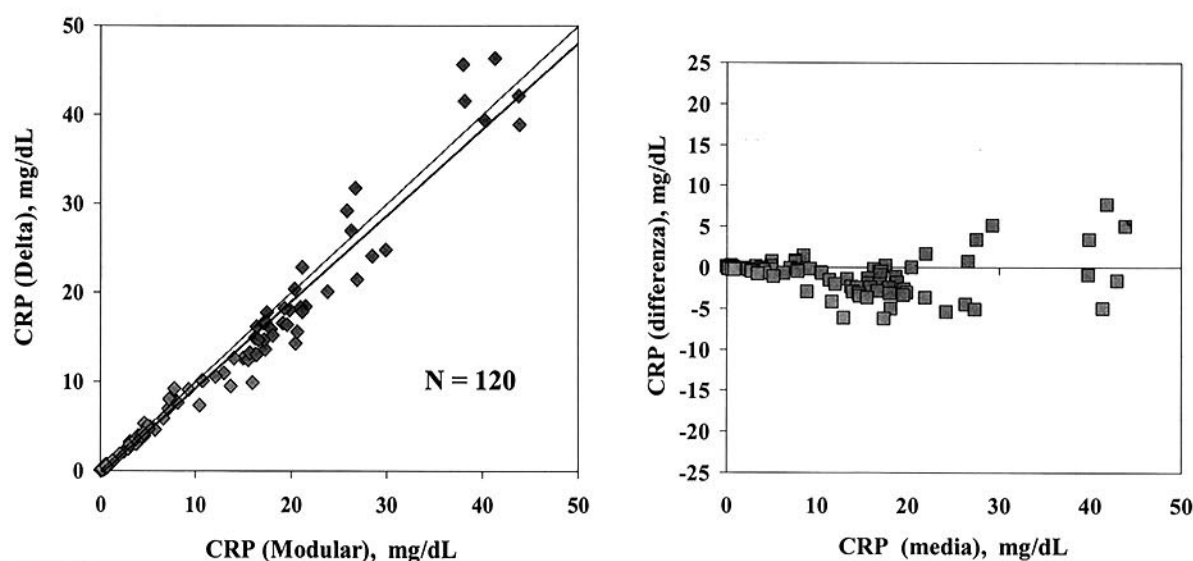 50
40
30
20
10
0
CRP (Delta), mg/dL
N = 120
0 10 20 30 40 50
CRP (Modular), mg/dL
25
20
15
10
5
0
-5
-10
-15
-20
-25
CRP (differenza), mg/dL
0 10 20 30 40 50
CRP (media), mg/dL